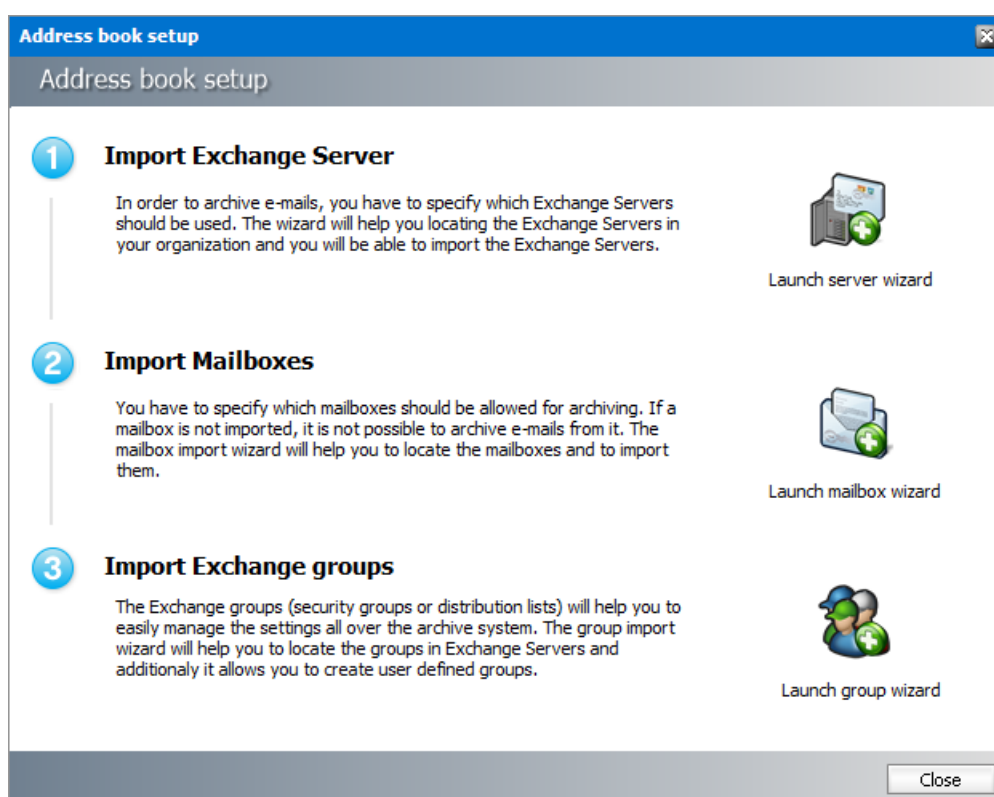 Address book setup
Address book setup
1
Import Exchange Server
In order to archive e-mails, you have to specify which Exchange Servers
should be used. The wizard will help you locating the Exchange Servers in
your organization and you will be able to import the Exchange Servers.
Launch server wizard
2
Import Mailboxes
You have to specify which mailboxes should be allowed for archiving. If a
mailbox is not imported, it is not possible to archive e-mails from it. The
mailbox import wizard will help you to locate the mailboxes and to import
them.
Launch mailbox wizard
3
Import Exchange groups
The Exchange groups (security groups or distribution lists) will help you to
easily manage the settings all over the archive system. The group import
wizard will help you to locate the groups in Exchange Servers and
additionaly it allows you to create user defined groups.
Launch group wizard
Close